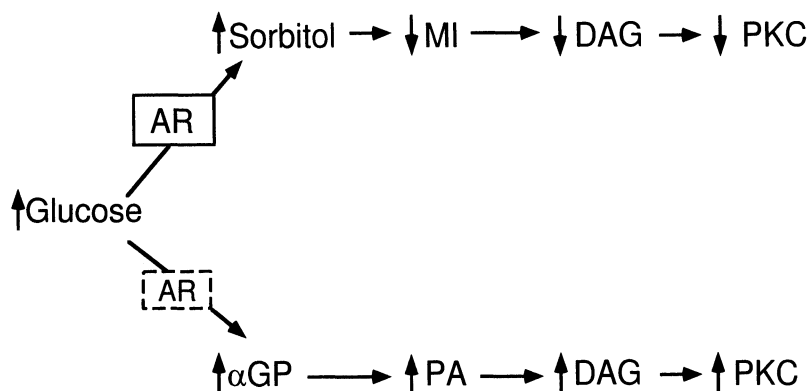 ↑Sorbitol → ↓MI → ↓DAG → ↓PKC
AR
↑Glucose
AR
↑αGP → ↑PA → ↑DAG → ↑PKC